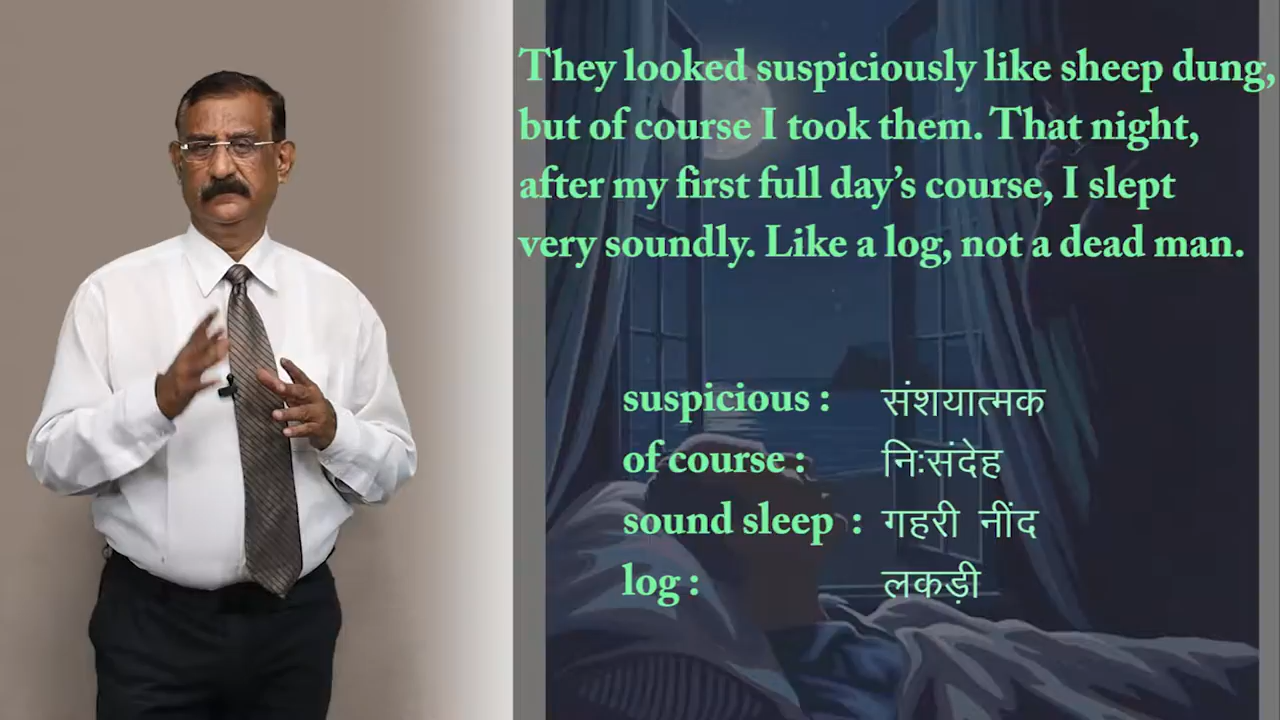 They looked suspiciously like sheep dung,
but of course I took them. That night,
after my first full day’s course, I slept
very soundly. Like a log, not a dead man.
suspicious : संशयात्मक
of course : निःसंदेह
sound sleep : गहरी नींद
log : लकड़ी